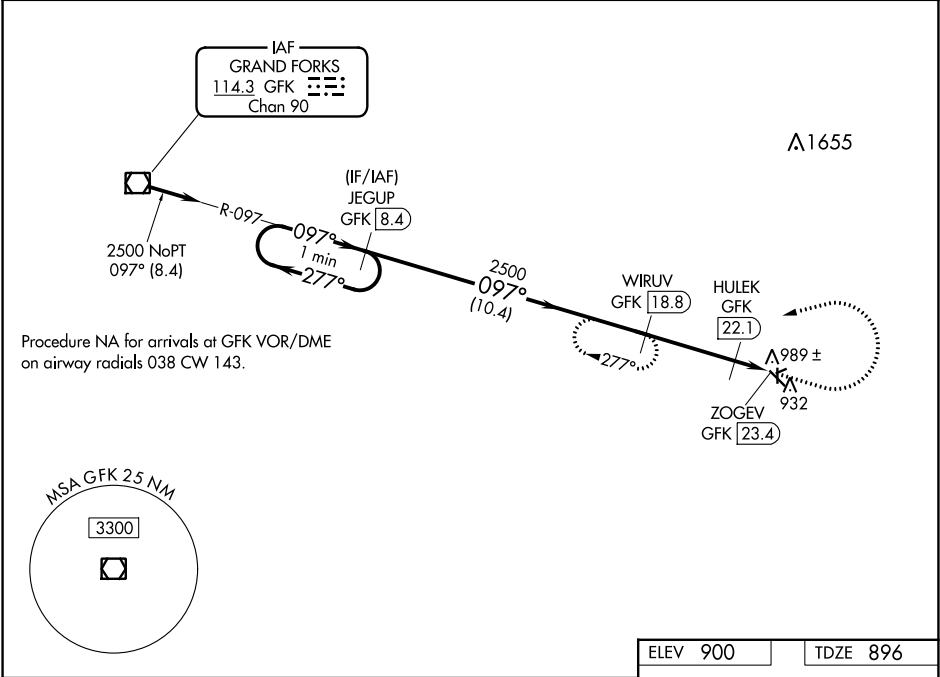 IAF
GRAND FORKS
114.3 GFK
Chan 90
1655
(IF/IAF)
JEGUP
GFK 8.4
R-097
097°
1 min
277°
2500 NoPT
097° (8.4)
2500
097°
(10.4)
WIRUV
GFK 18.8
HULEK
GFK
22.1
277°
989 ±
932
ZOGEV
GFK 23.4
Procedure NA for arrivals at GFK VOR/DME
on airway radials 038 CW 143.
MSA GFK 25 NM
3300
ELEV 900
TDZE 896